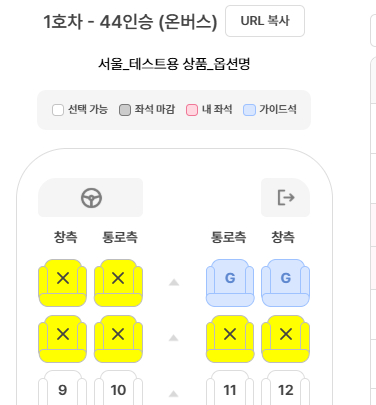 1호차 - 44인승 (온버스) URL 복사
서울_테스트용 상품_옵션명
선택 가능 좌석 마감 내 좌석 가이드석
창측 통로측 통로측 창측
G G
9 10 11 12